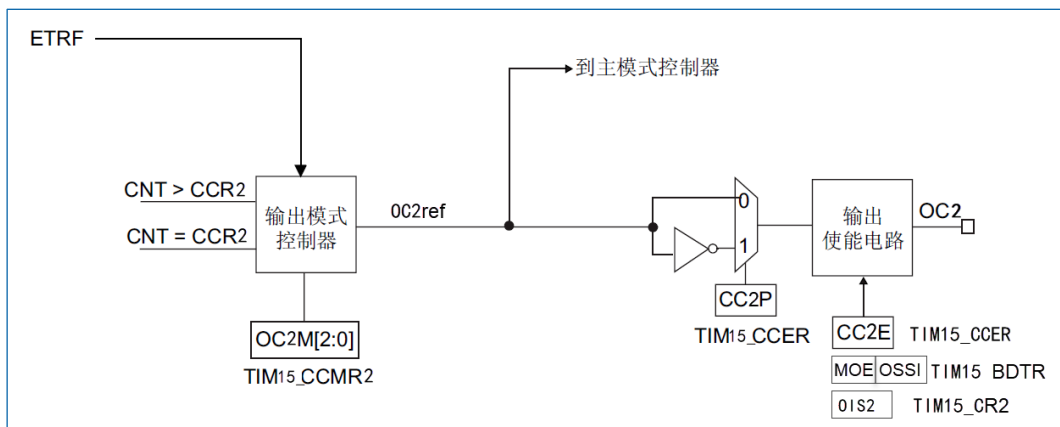 ETRF
到主模式控制器
CNT > CCR2
CNT = CCR2
输出模式
控制器
OC2ref
0
1
输出
使能电路
OC2
CC2P
TIM15_CCER
OC2M[2:0]
TIM15_CCMR2
CC2E TIM15_CCER
MOE OSSI TIM15 BDTR
OIS2 TIM15_CR2